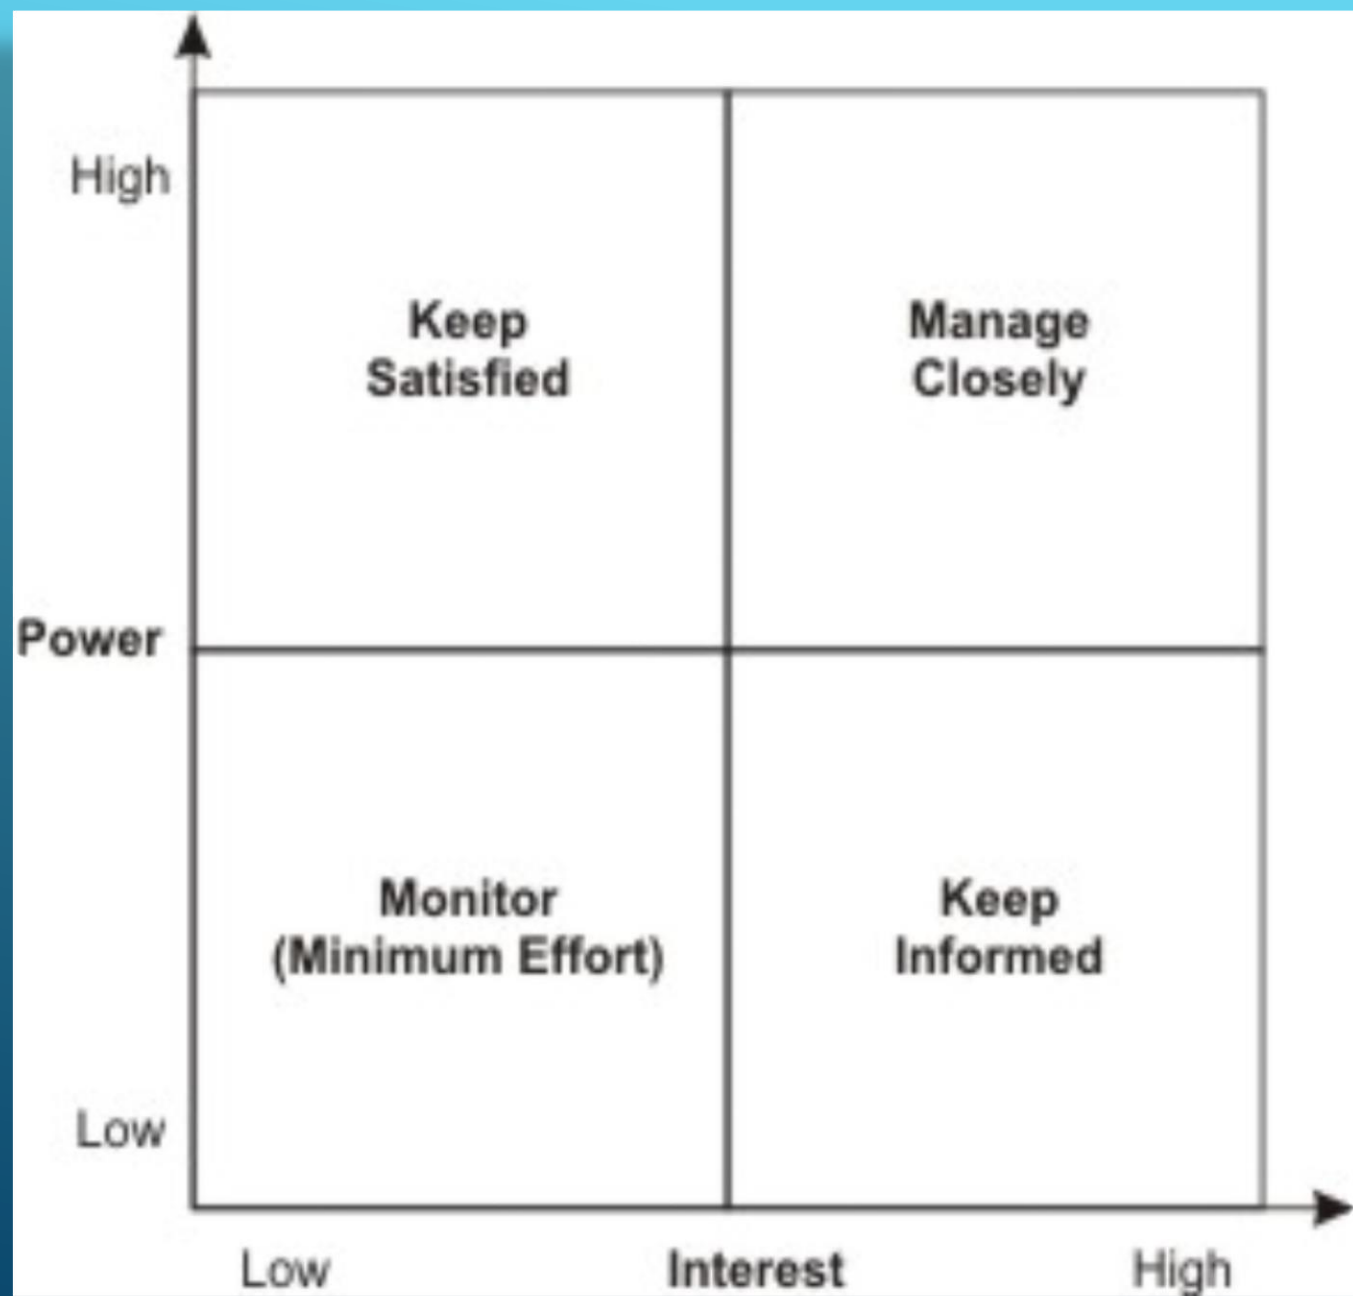 High
Keep
Satisfied
Manage
Closely
Power
Monitor
(Minimum Effort)
Keep
Informed
Low
Low
Interest
High